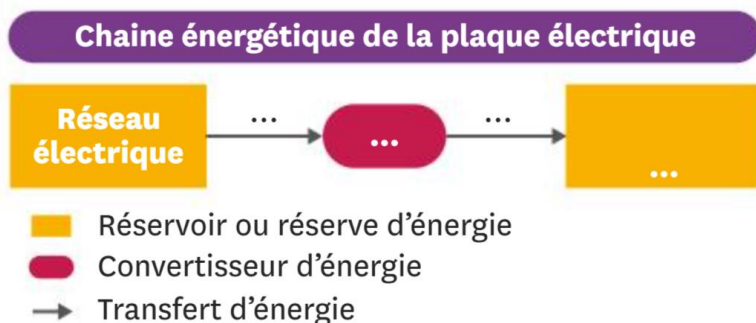 Chaine énergétique de la plaque électrique
Réseau
électrique
...
...
...
...
Réservoir ou réserve d'énergie
Convertisseur d'énergie
Transfert d'énergie